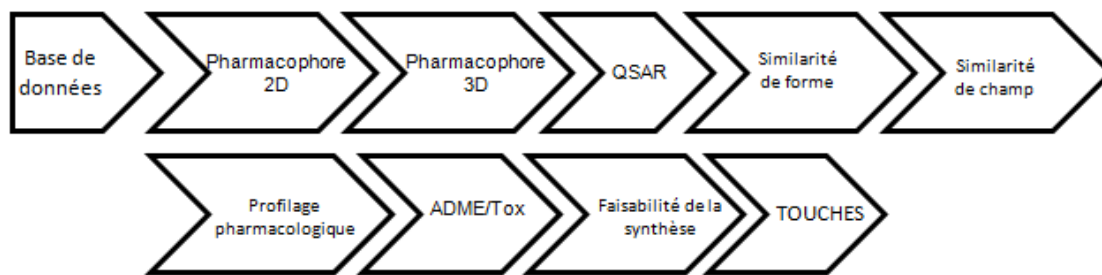 Base de
données
Pharmacophore
2D
Pharmacophore
3D
QSAR
Similarité
de forme
Similarité
de champ
Profilage
pharmacologique
ADME/Tox
Faisabilité de la
synthèse
TOUCHES